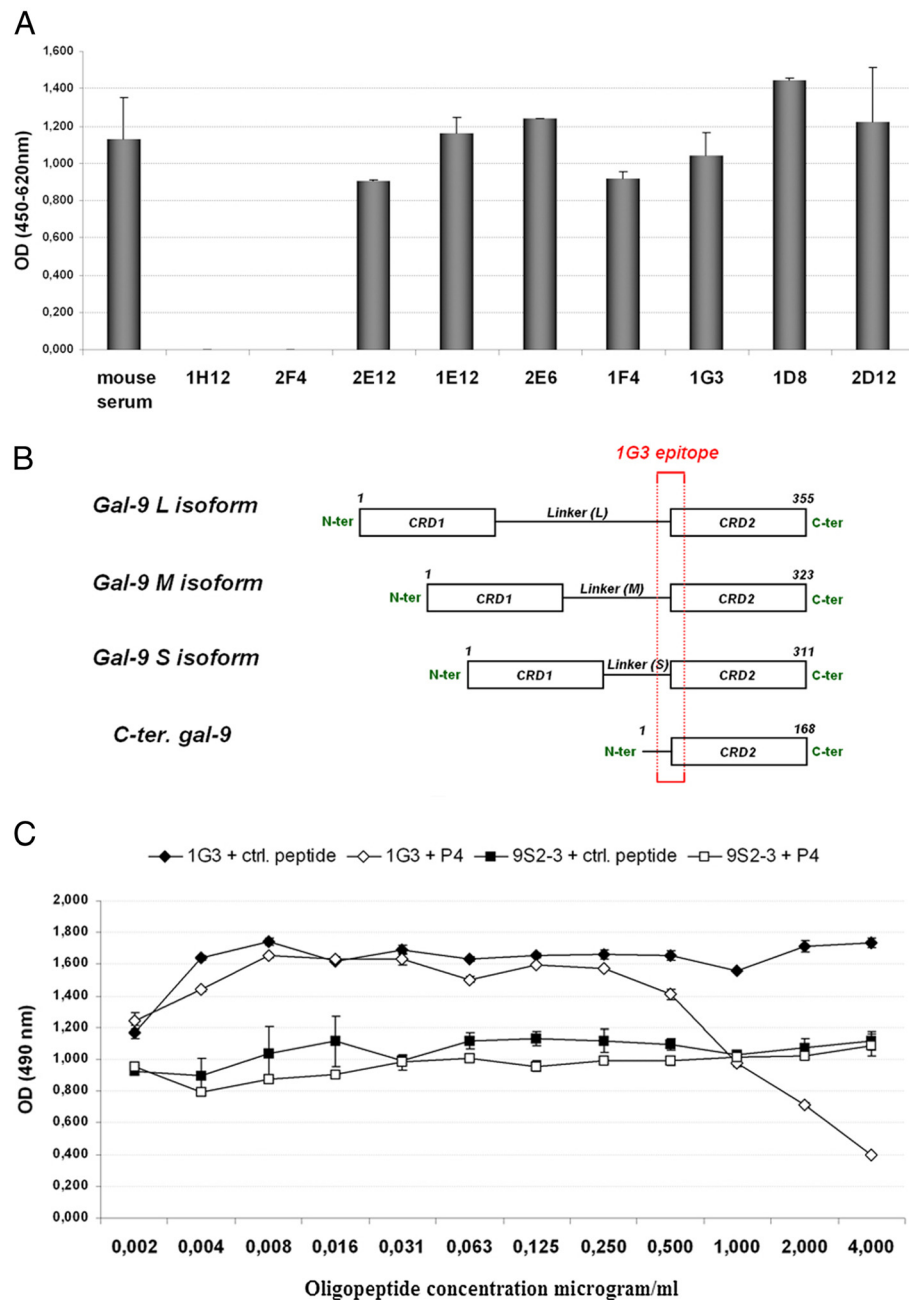 A
1,600
1,400
1,200
1,000
0,800
0,600
0,400
0,200
0,000
OD (450-620nm)
mouse serum 1H12 2F4 2E12 1E12 2E6 1F4 1G3 1D8 2D12
B
1G3 epitope
Gal-9 L isoform
1 355
N-ter CRD1 Linker (L) CRD2 C-ter
Gal-9 M isoform
1 323
N-ter CRD1 Linker (M) CRD2 C-ter
Gal-9 S isoform
1 311
N-ter CRD1 Linker (S) CRD2 C-ter
C-ter. gal-9
1 168
N-ter CRD2 C-ter
C
1G3 + ctrl. peptide 1G3 + P4 9S2-3 + ctrl. peptide 9S2-3 + P4
2,000
1,800
1,600
1,400
1,200
1,000
0,800
0,600
0,400
0,200
0,000
OD (490 nm)
0,002 0,004 0,008 0,016 0,031 0,063 0,125 0,250 0,500 1,000 2,000 4,000
Oligopeptide concentration microgram/ml